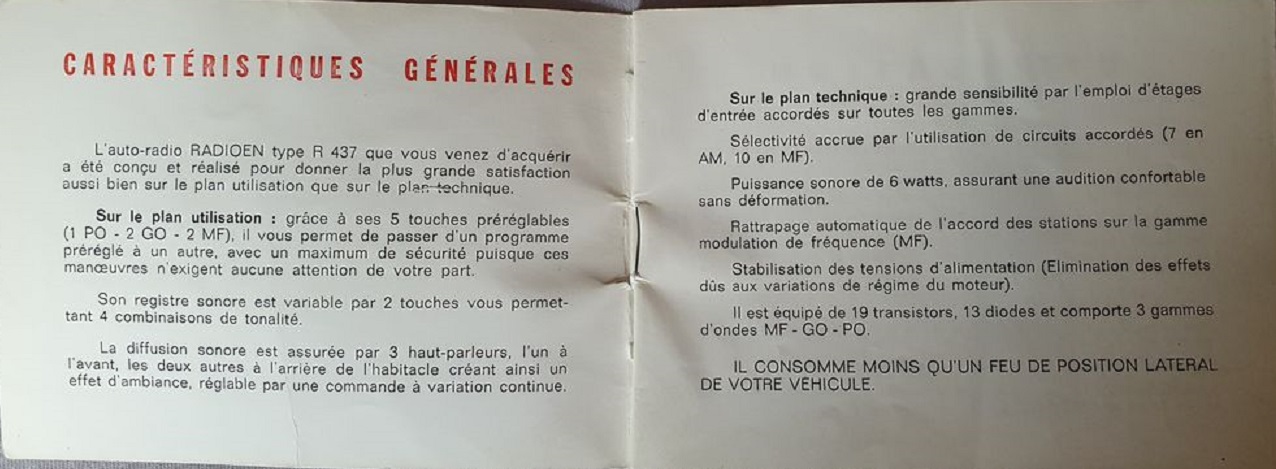 CARACTÉRISTIQUES GÉNÉRALES
L'auto-radio RADIOEN type R 437 que vous venez d'acquérir
a été conçu et réalisé pour donner la plus grande satisfaction
aussi bien sur le plan utilisation que sur le plan technique.
Sur le plan utilisation : grâce à ses 5 touches préréglables
(1 PO - 2 GO - 2 MF), il vous permet de passer d'un programme
préréglé à un autre, avec un maximum de sécurité puisque ces
manœuvres n'exigent aucune attention de votre part.
Son registre sonore est variable par 2 touches vous permet-
tant 4 combinaisons de tonalité.
La diffusion sonore est assurée par 3 haut-parleurs, l'un à
l'avant, les deux autres à l'arrière de l'habitacle créant ainsi un
effet d'ambiance, réglable par une commande à variation continue.
Sur le plan technique : grande sensibilité par l'emploi d'étages
d'entrée accordés sur toutes les gammes.
Sélectivité accrue par l'utilisation de circuits accordés (7 en
AM, 10 en MF).
Puissance sonore de 6 watts, assurant une audition confortable
sans déformation.
Rattrapage automatique de l'accord des stations sur la gamme
modulation de fréquence (MF).
Stabilisation des tensions d'alimentation (Elimination des effets
dûs aux variations de régime du moteur).
Il est équipé de 19 transistors, 13 diodes et comporte 3 gammes
d'ondes MF - GO - PO.
IL CONSOMME MOINS QU'UN FEU DE POSITION LATERAL
DE VOTRE VEHICULE.